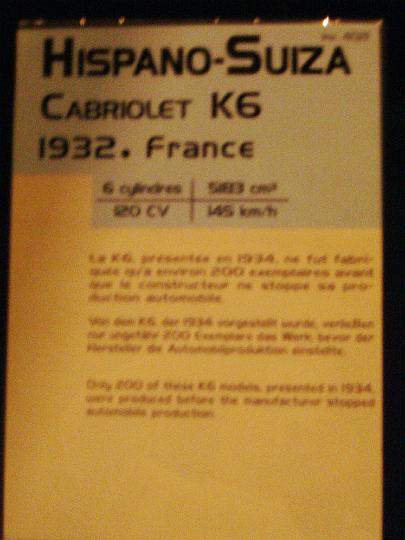 HISPANO-SUIZA
CABRIOLET K6
1932. France
6 cylindres 5183 cm³
120 CV 145 km/h
La K6, présentée en 1934, ne fut fabri-
quée qu'à environ 200 exemplaires avant
que le constructeur ne stoppe sa pro-
duction automobile.
Von dem K6, der 1934 vorgestellt wurde, verließen
nur ungefähr 200 Exemplare das Werk, bevor der
Hersteller die Automobilproduktion einstellte.
Only 200 of these K6 models, presented in 1934,
were produced before the manufacturer stopped
automobile production.